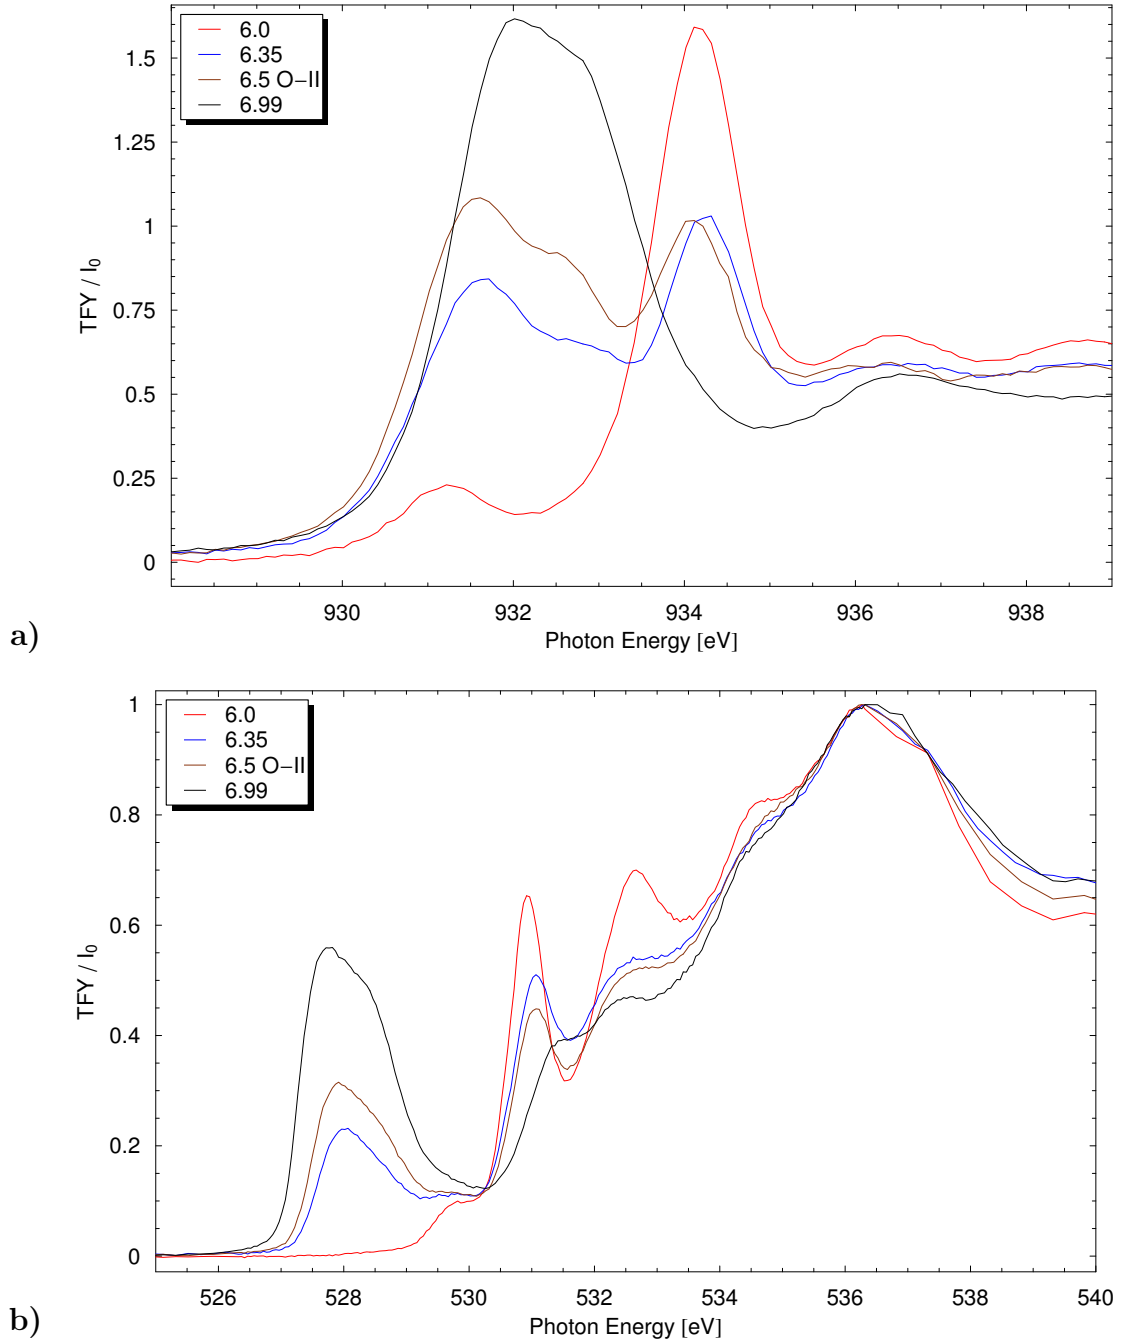 6.0
6.35
6.5 O−II
6.99
1.5
1.25
1
0.75
0.5
0.25
0
TFY / I0
930 932 934 936 938
Photon Energy [eV]
a)
6.0
6.35
6.5 O−II
6.99
1
0.8
0.6
0.4
0.2
0
TFY / I0
526 528 530 532 534 536 538 540
Photon Energy [eV]
b)